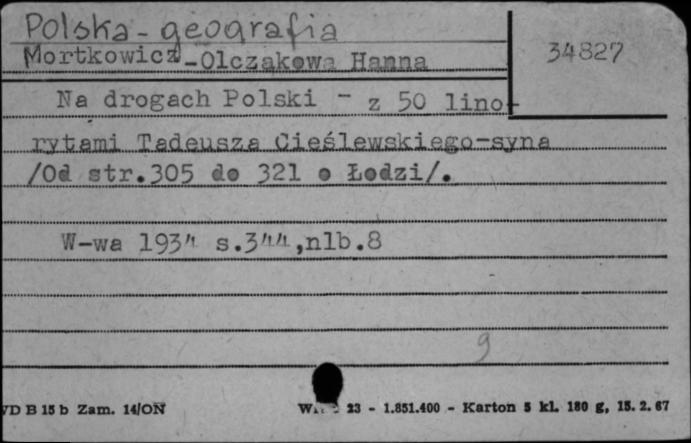 Polska - geografia
34827
Mortkowicz-Olczakowa Hanna
Na drogach Polski - z 50 lino-
rytami Tadeusza Cieślewskiego-syna
/Od str.305 do 321 o Łodzi/.
W-wa 1934 s.344,nlb.8
9
D B 15 b Zam. 14/ON 23 - 1.851.400 - Karton 5 kl. 180 g, 15. 2. 67